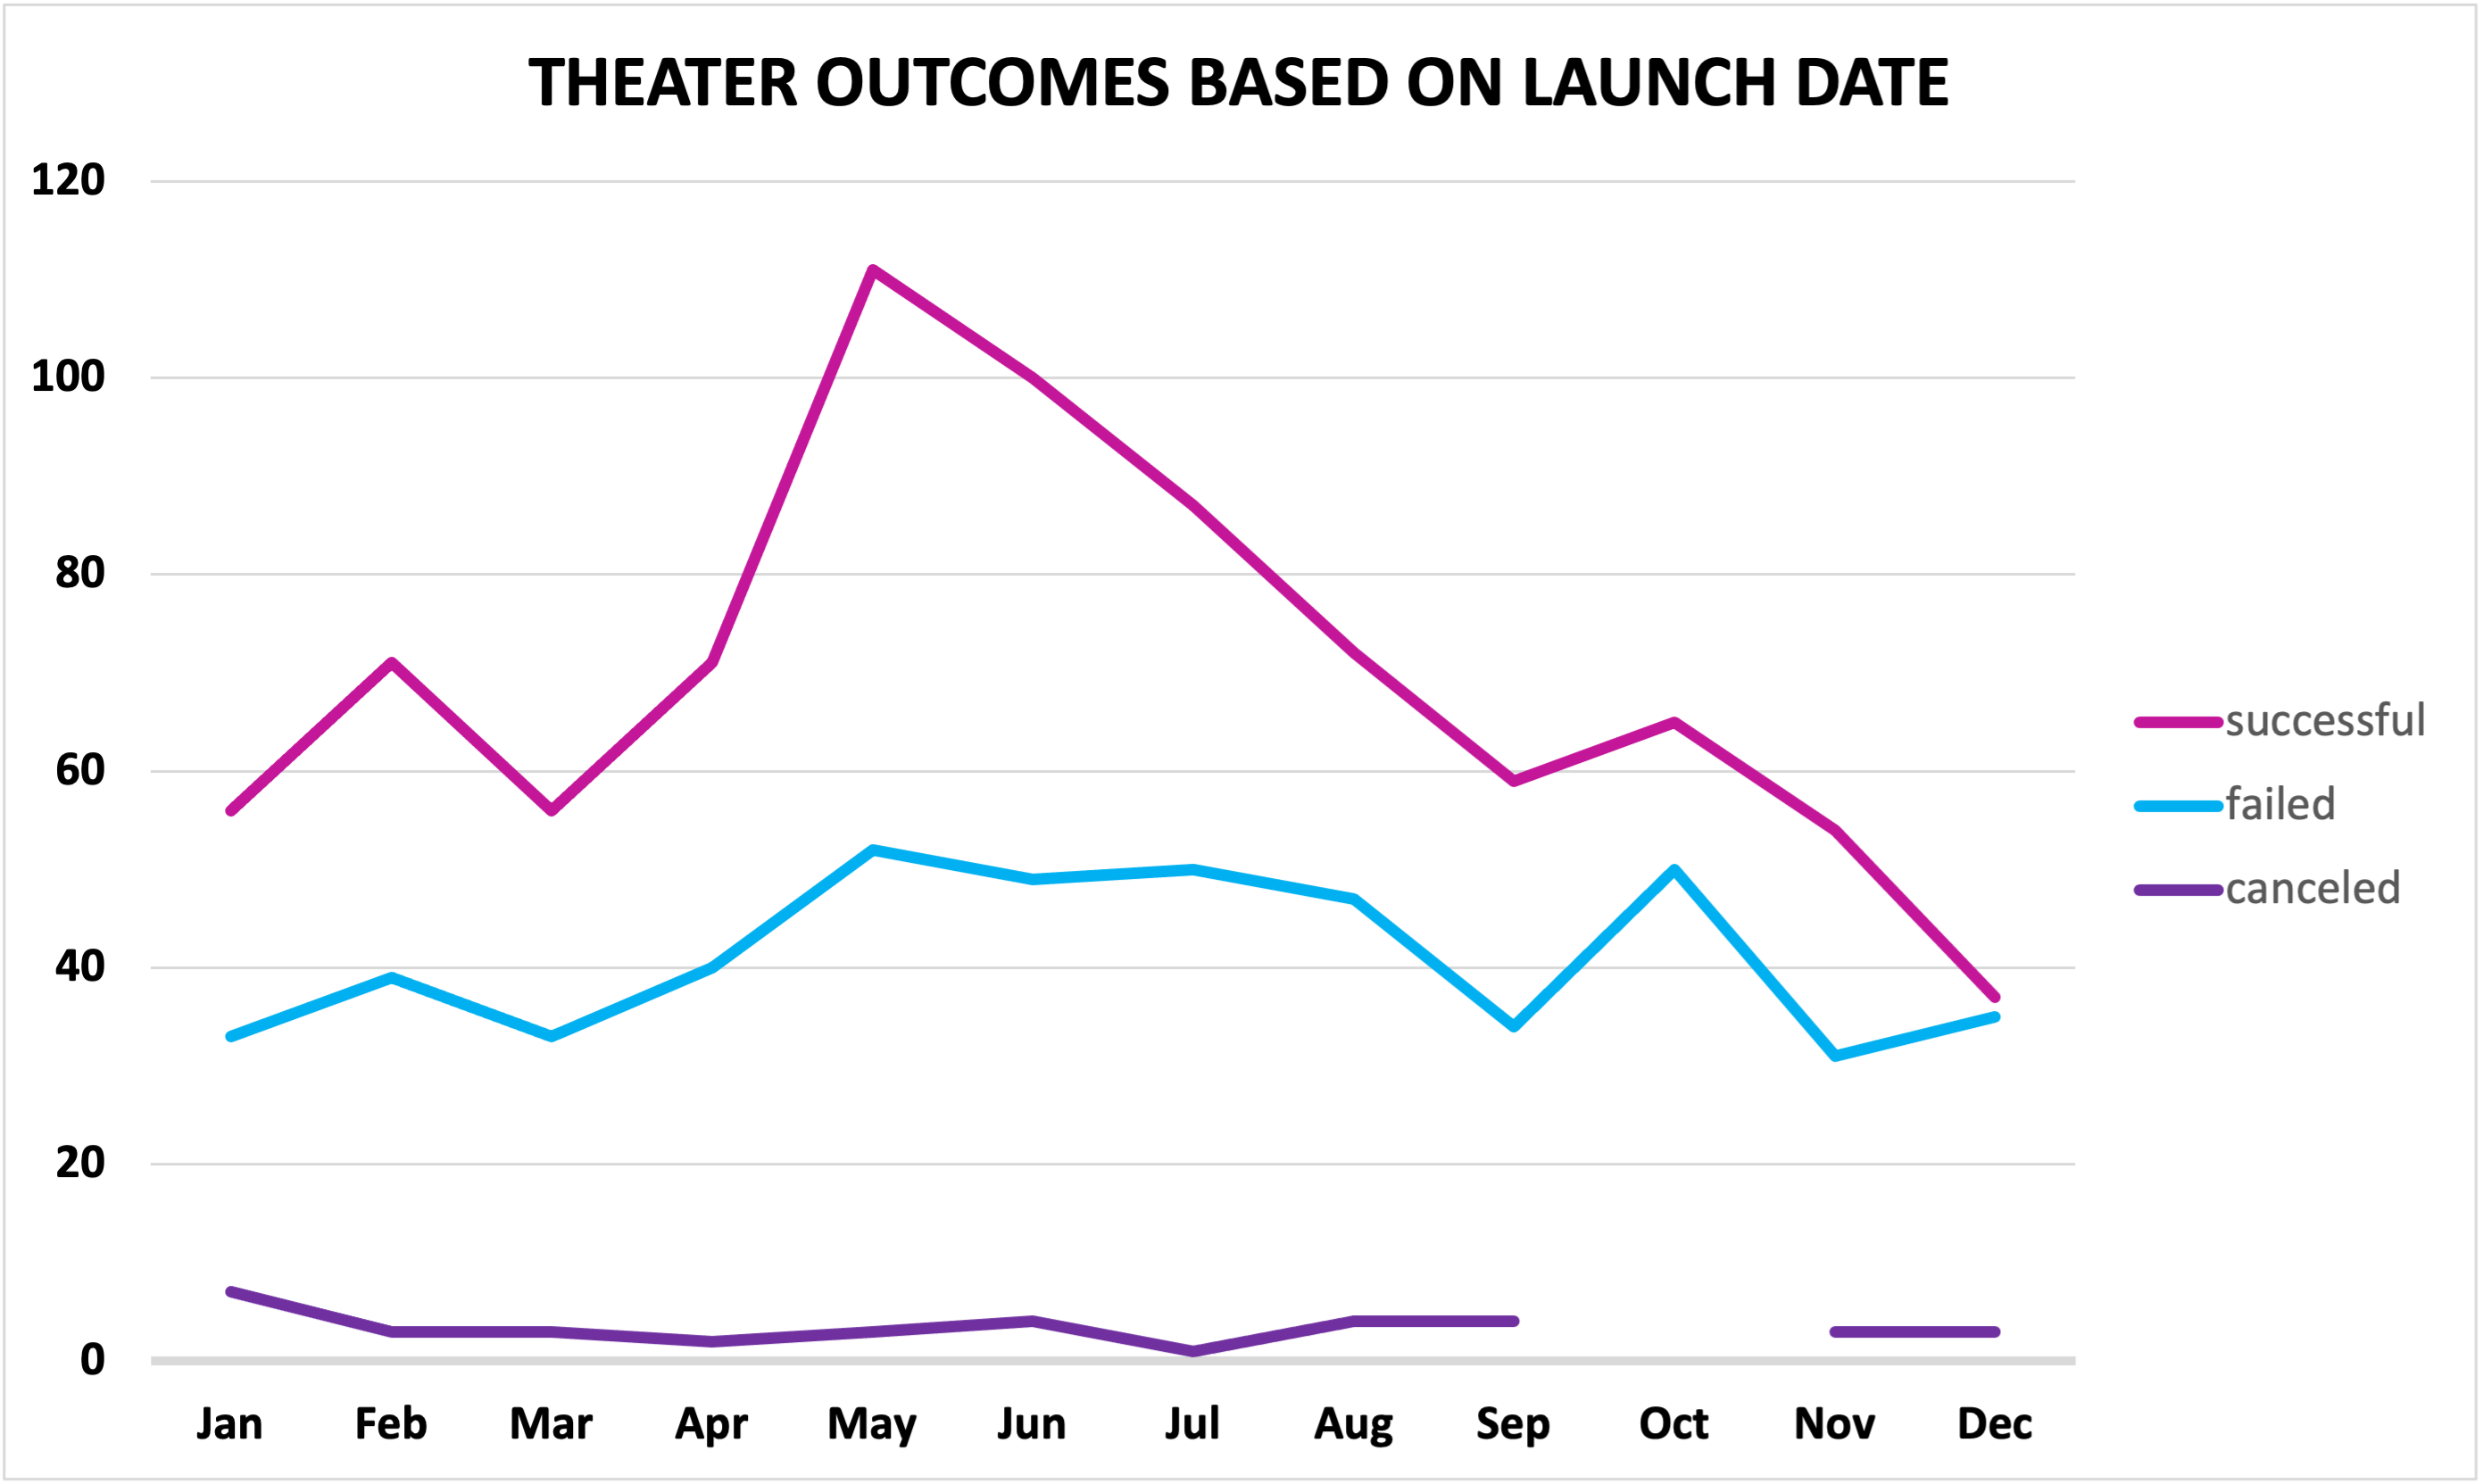 THEATER OUTCOMES BASED ON LAUNCH DATE
120
100
80
60
40
20
0
Jan Feb Mar Apr May Jun Jul Aug Sep Oct Nov Dec
successful
failed
canceled